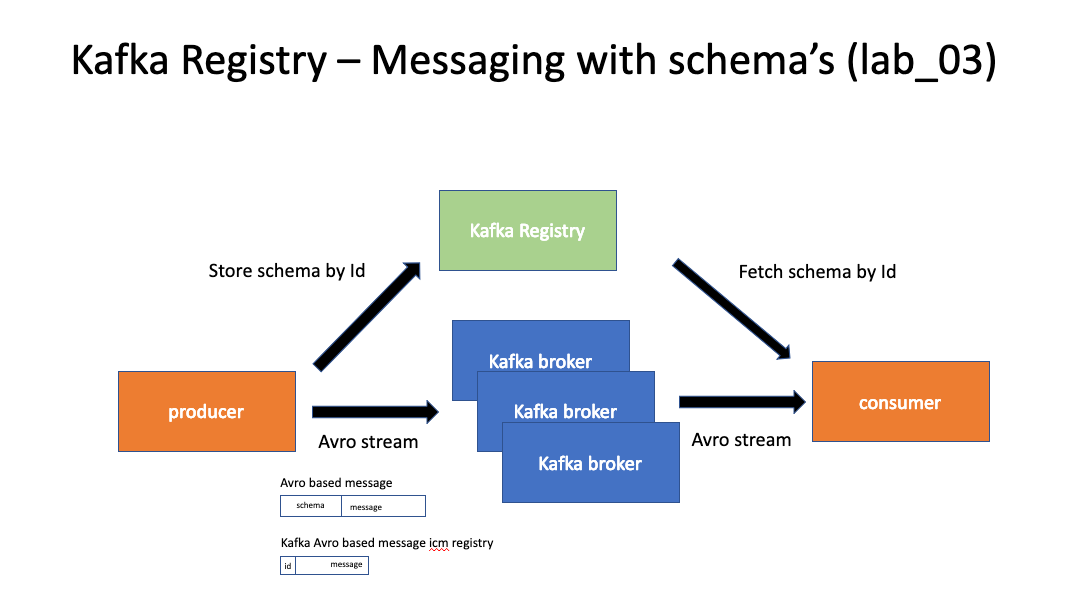 Kafka Registry – Messaging with schema’s (lab_03)
Kafka Registry
Store schema by Id
Fetch schema by Id
Kafka broker
Kafka broker
Kafka broker
producer
consumer
Avro stream
Avro stream
Avro based message
schema
message
Kafka Avro based message icm registry
id
message